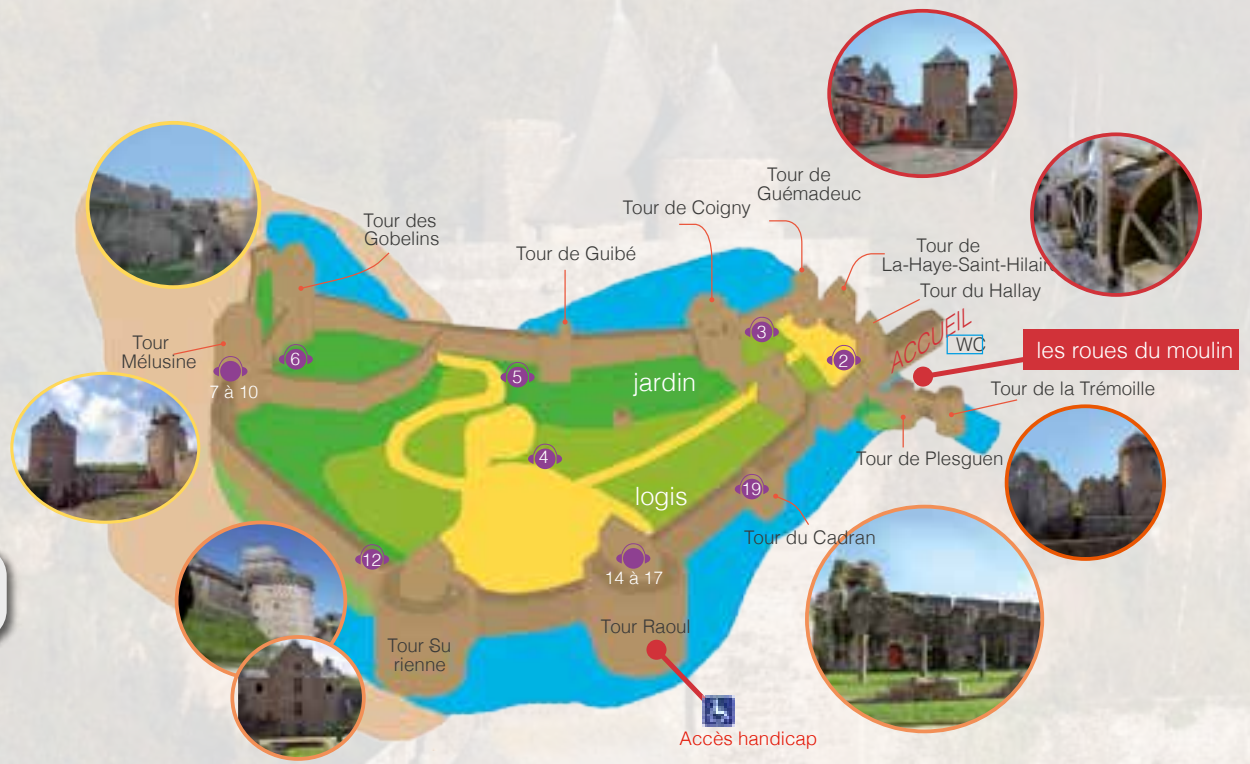 Tour de
Guémadeuc
Tour de Coigny
Tour des
Gobelins
Tour de Guibé
Tour de
La-Haye-Saint-Hilair
Tour du Hallay
ACCUEIL
WC
les roues du moulin
Tour
Mélusine
7 à 10
6
5
3
2
jardin
Tour de la Trémoille
4
Tour de Plesguen
logis
19
Tour du Cadran
12
14 à 17
Tour Raoul
Tour Su
rienne
Accès handicap